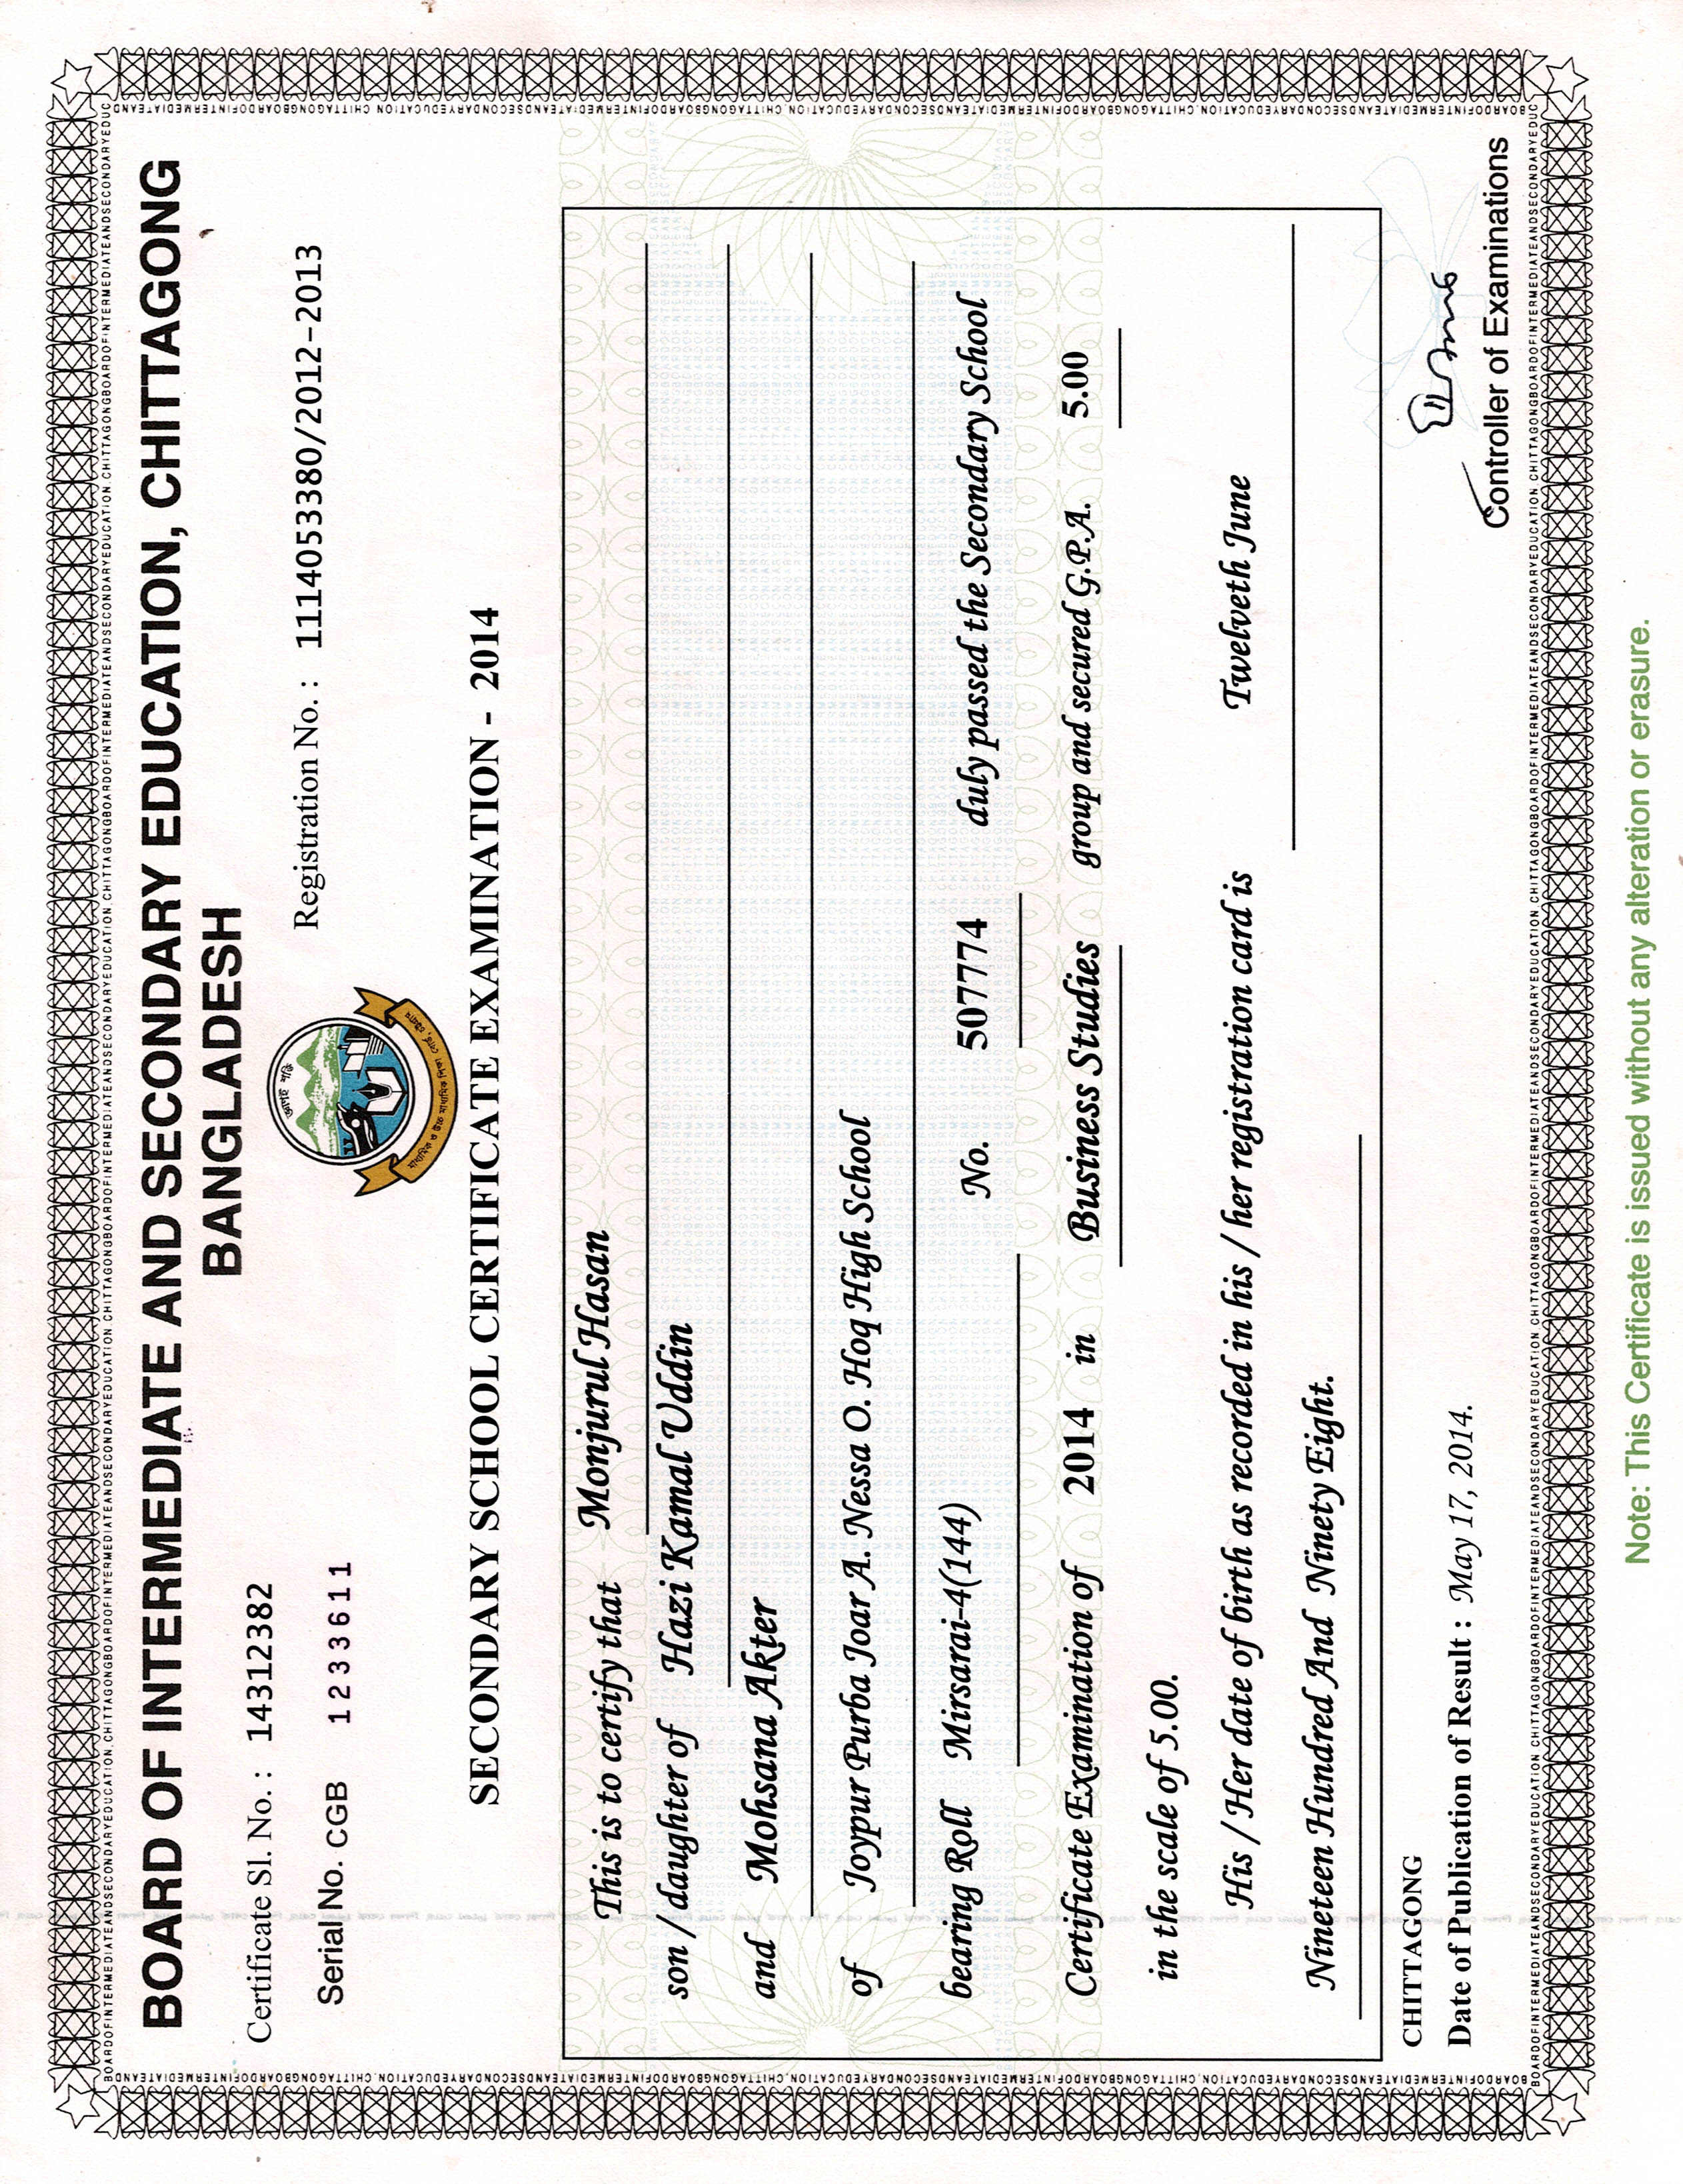 BOARD OF INTERMEDIATE AND SECONDARY EDUCATION, CHITTAGONG
BANGLADESH
Certificate Sl. No. : 14312382
Registration No. : 1114053380/2012-2013
Serial No. CGB 1233611
মাধ্যমিক ও উচ্চ মাধ্যমিক শিক্ষা বোর্ড, চট্টগ্রাম
SECONDARY SCHOOL CERTIFICATE EXAMINATION - 2014
This is to certify that Monjurul Hasan
son / daughter of Hazi Kamal Uddin
and Mohsana Akter
of Joypur Purba Joar A. Nessa O. Hoq High School
bearing Roll Mirsarai-4(144) No. 507774 duly passed the Secondary School
Certificate Examination of 2014 in Business Studies group and secured G.P.A. 5.00
in the scale of 5.00.
His / Her date of birth as recorded in his / her registration card is Twelveth June
Nineteen Hundred And Ninety Eight.
CHITTAGONG
Date of Publication of Result : May 17, 2014.
Controller of Examinations
Note: This Certificate is issued without any alteration or erasure.